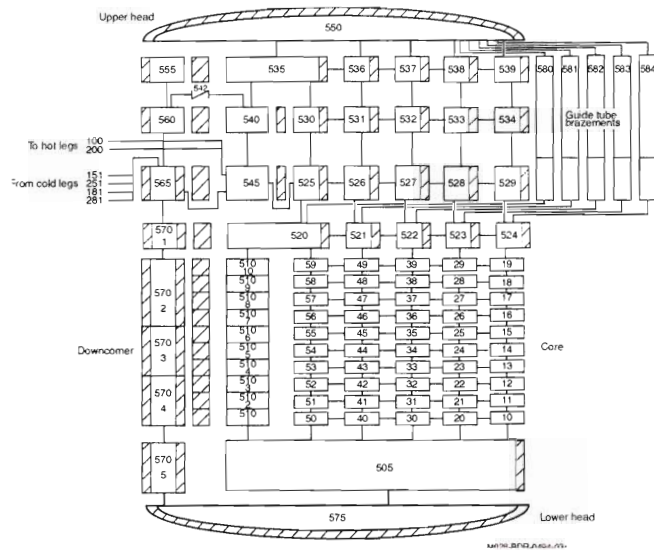 Upper head
550
555 535 536 537 538 539 580 581 582 583 584
542
560 540 530 531 532 533 534
Guide tube
brazements
To hot legs
100
200
From cold legs
151
251
181
281
565 545 525 526 527 528 529
570
1
520 521 522 523 524
510
10
59 49 39 29 19
510
9
58 48 38 28 18
570
2
510
8
57 47 37 27 17
510
7
56 46 36 26 16
510
6
55 45 35 25 15
Downcomer
570
3
510
5
54 44 34 24 14
Core
510
4
53 43 33 23 13
510
3
52 42 32 22 12
570
4
510
2
51 41 31 21 11
510
50 40 30 20 10
570
5
505
575
Lower head